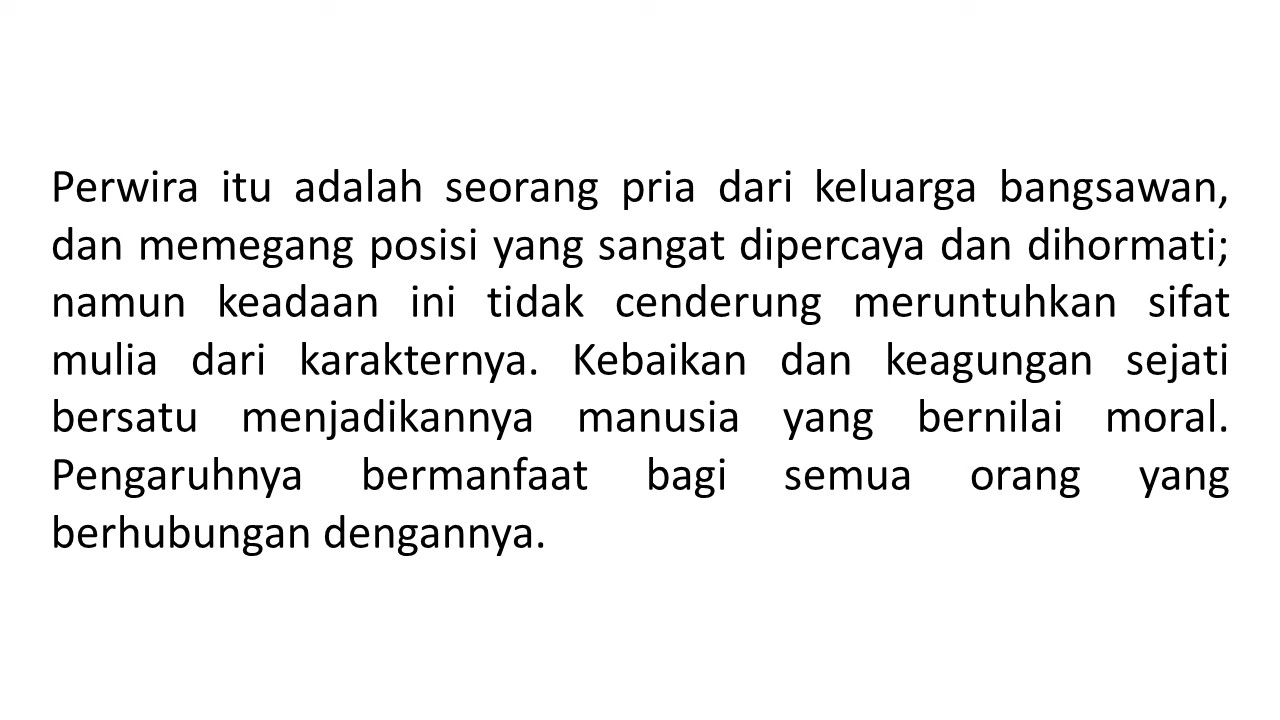 Perwira itu adalah seorang pria dari keluarga bangsawan,
dan memegang posisi yang sangat dipercaya dan dihormati;
namun keadaan ini tidak cenderung meruntuhkan sifat
mulia dari karakternya. Kebaikan dan keagungan sejati
bersatu menjadikannya manusia yang bernilai moral.
Pengaruhnya bermanfaat bagi semua orang yang
berhubungan dengannya.